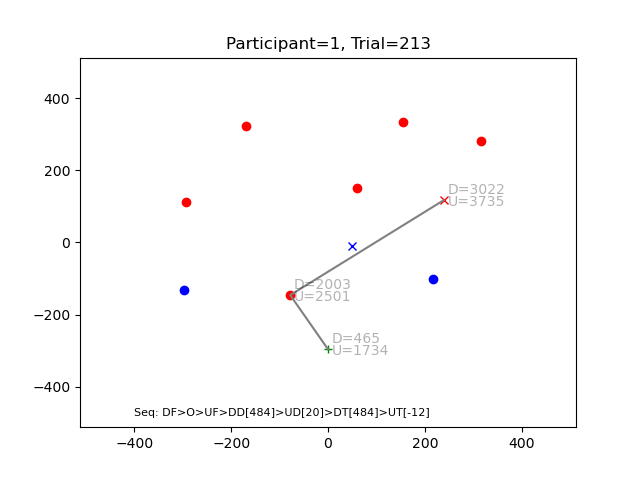 Participant=1, Trial=213
400
200
0
−200
−400
D=3022
U=3735
D=2003
U=2501
D=465
U=1734
Seq: DF>O>UF>DD[484]>UD[20]>DT[484]>UT[-12]
−400 −200 0 200 400